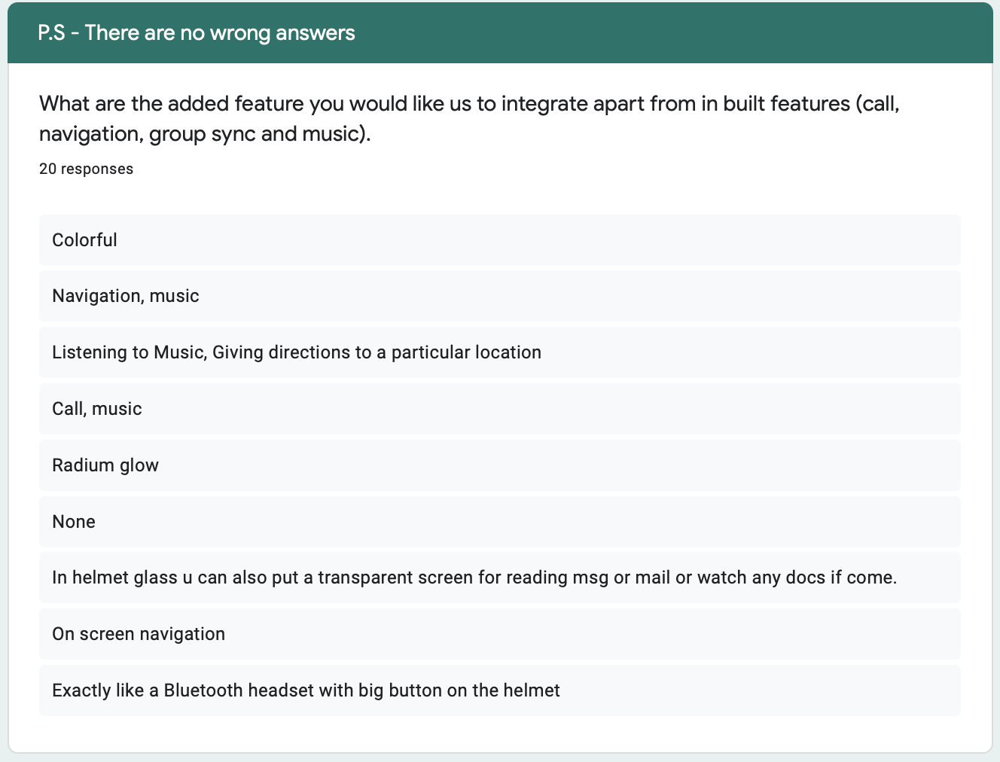 P.S - There are no wrong answers
What are the added feature you would like us to integrate apart from in built features (call,
navigation, group sync and music).
20 responses
Colorful
Navigation, music
Listening to Music, Giving directions to a particular location
Call, music
Radium glow
None
In helmet glass u can also put a transparent screen for reading msg or mail or watch any docs if come.
On screen navigation
Exactly like a Bluetooth headset with big button on the helmet